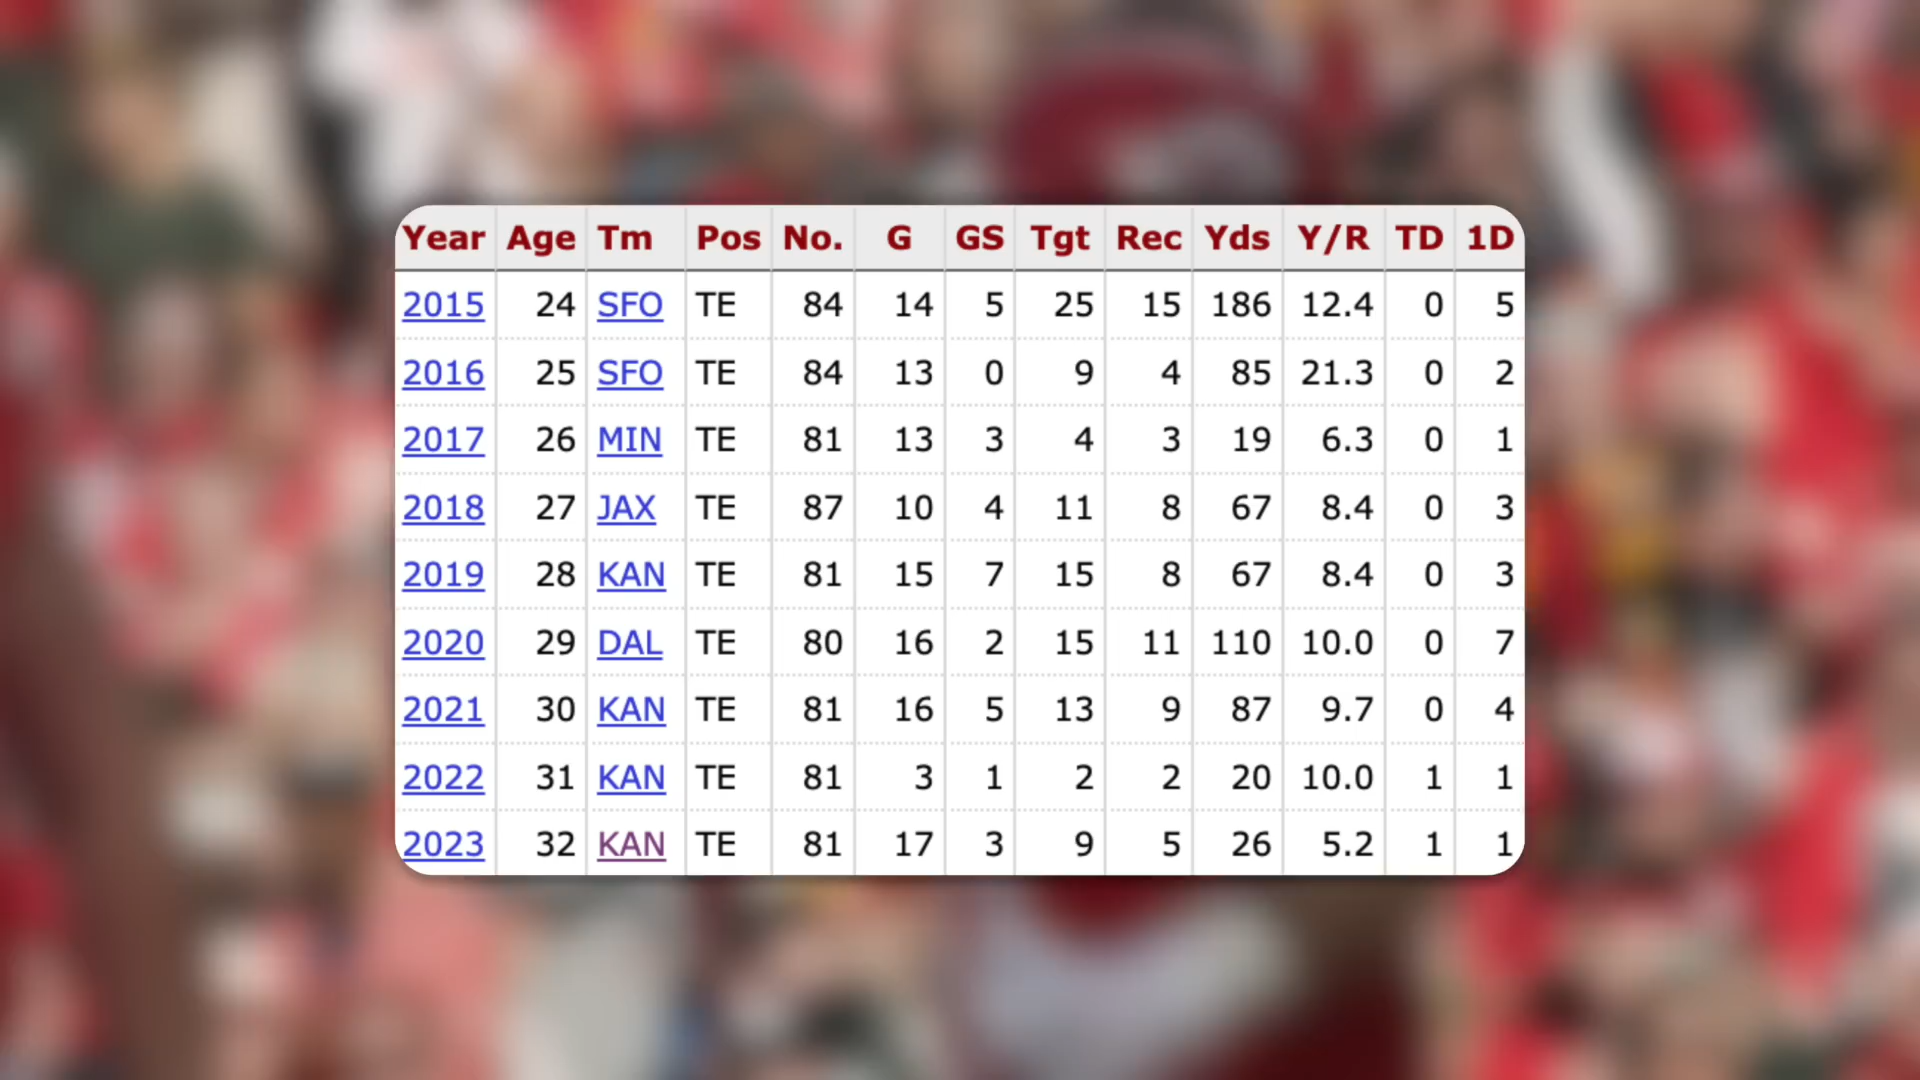 Year Age Tm Pos No. G GS Tgt Rec Yds Y/R TD 1D
2015 24 SFO TE 84 14 5 25 15 186 12.4 0 5
2016 25 SFO TE 84 13 0 9 4 85 21.3 0 2
2017 26 MIN TE 81 13 3 4 3 19 6.3 0 1
2018 27 JAX TE 87 10 4 11 8 67 8.4 0 3
2019 28 KAN TE 81 15 7 15 8 67 8.4 0 3
2020 29 DAL TE 80 16 2 15 11 110 10.0 0 7
2021 30 KAN TE 81 16 5 13 9 87 9.7 0 4
2022 31 KAN TE 81 3 1 2 2 20 10.0 1 1
2023 32 KAN TE 81 17 3 9 5 26 5.2 1 1